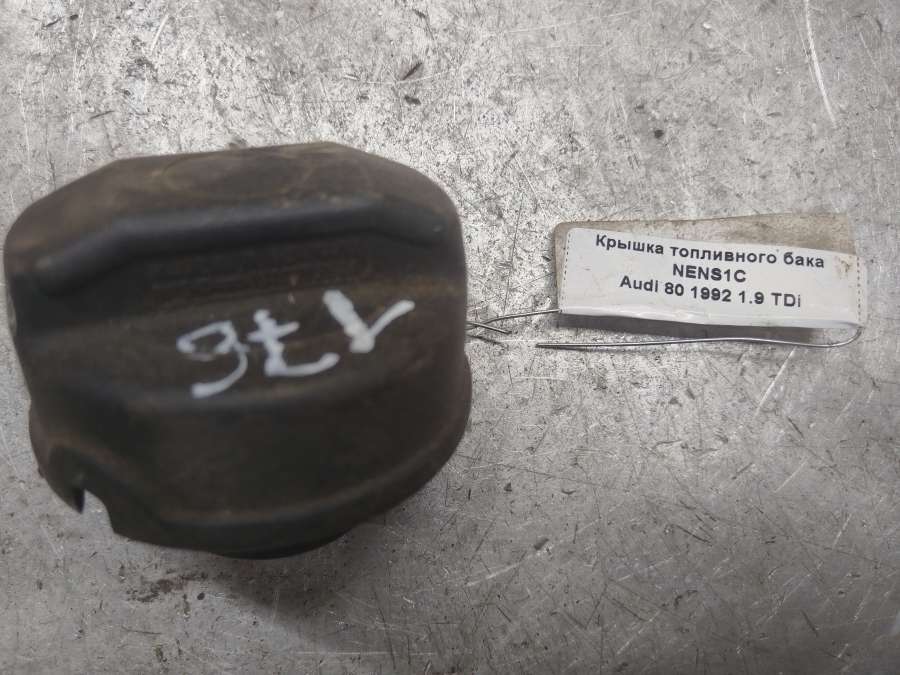 Крышка топливного бака
NENS1C
Audi 80 1992 1.9 TDi